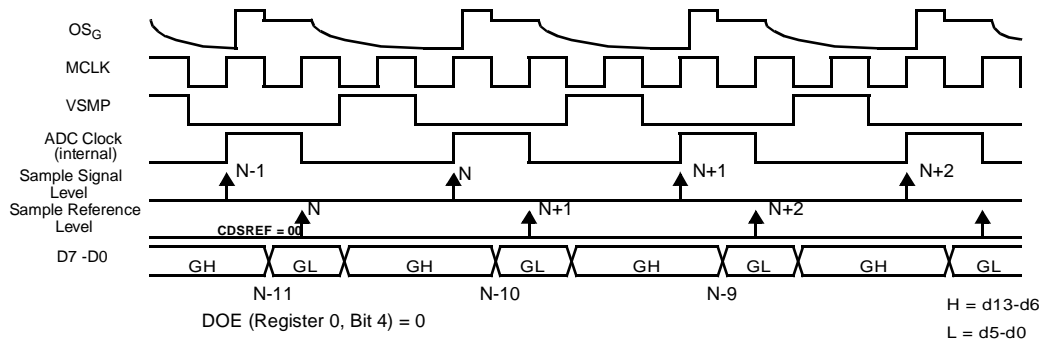 OSG
MCLK
VSMP
ADC Clock
(internal)
Sample Signal
Level
N-1
N
N+1
N+2
Sample Reference
Level
N
N+1
N+2
CDSREF = 00
D7 -D0
GH
GL
GH
GL
GH
GL
GH
GL
N-11
N-10
N-9
DOE (Register 0, Bit 4) = 0
H = d13-d6
L = d5-d0